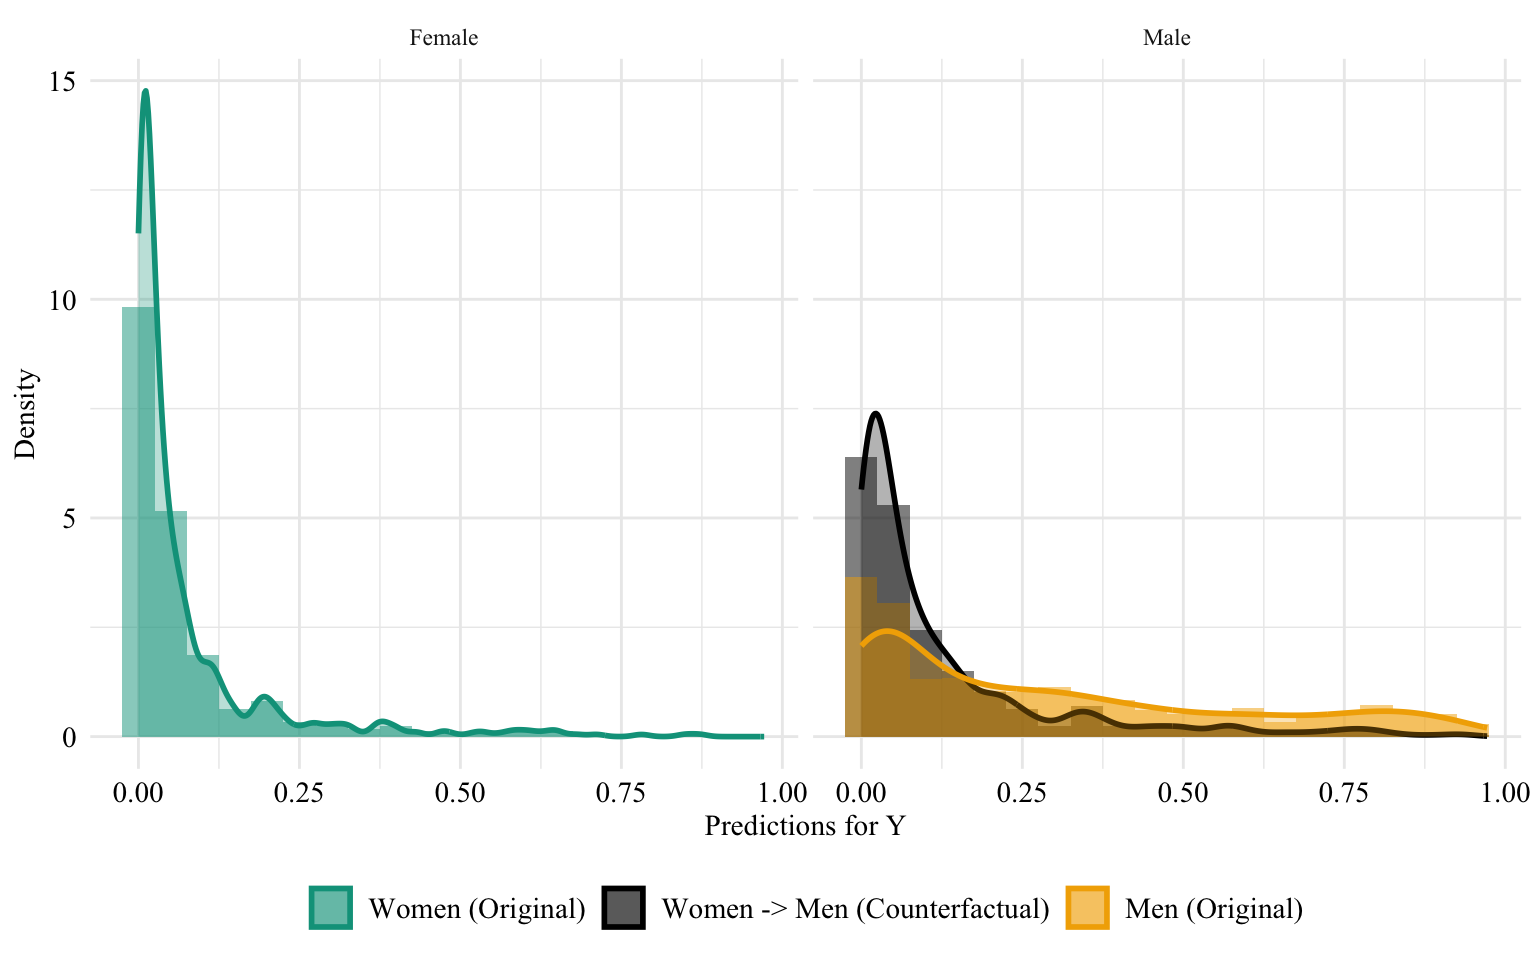 Female Male
15
10
5
0
Density
0.00 0.25 0.50 0.75 1.00 0.00 0.25 0.50 0.75 1.00
Predictions for Y
Women (Original) Women -> Men (Counterfactual) Men (Original)